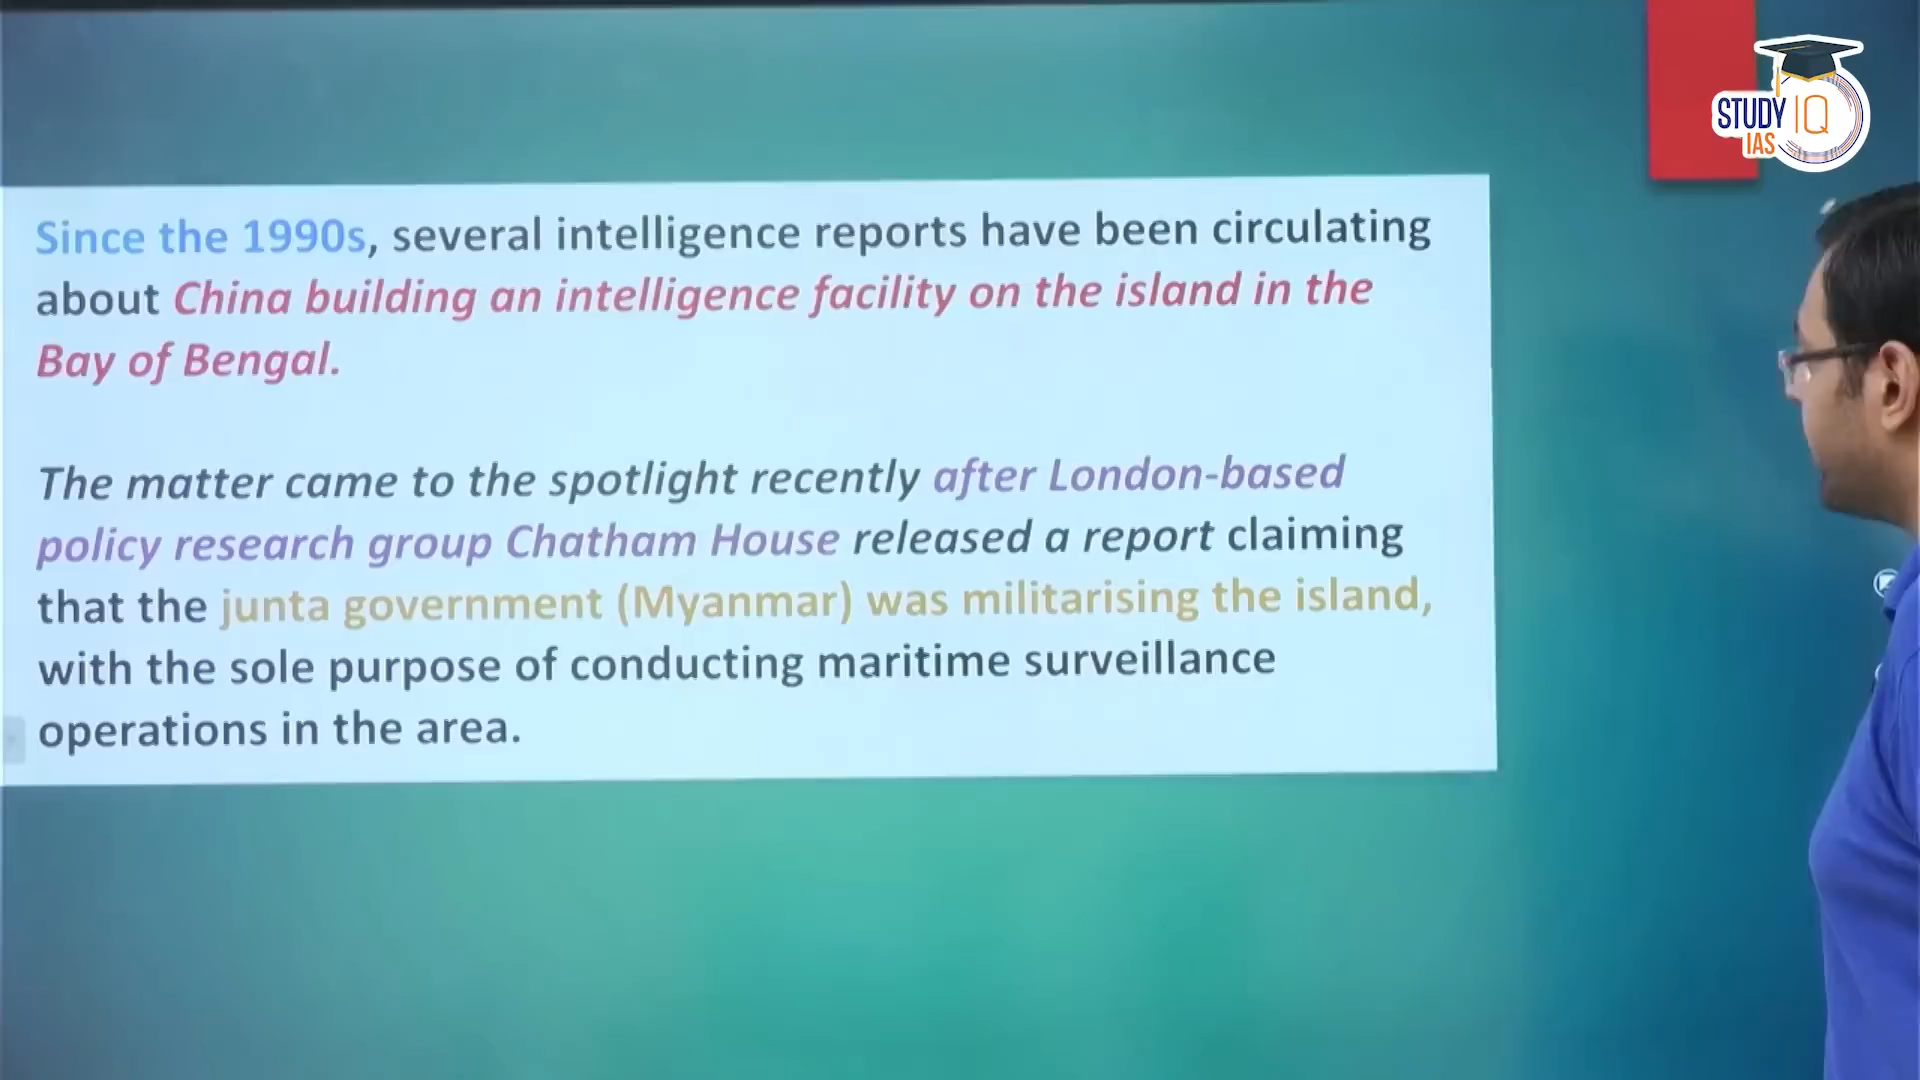 STUDY IQ
IAS
Since the 1990s, several intelligence reports have been circulating
about China building an intelligence facility on the island in the
Bay of Bengal.
The matter came to the spotlight recently after London-based
policy research group Chatham House released a report claiming
that the junta government (Myanmar) was militarising the island,
with the sole purpose of conducting maritime surveillance
operations in the area.